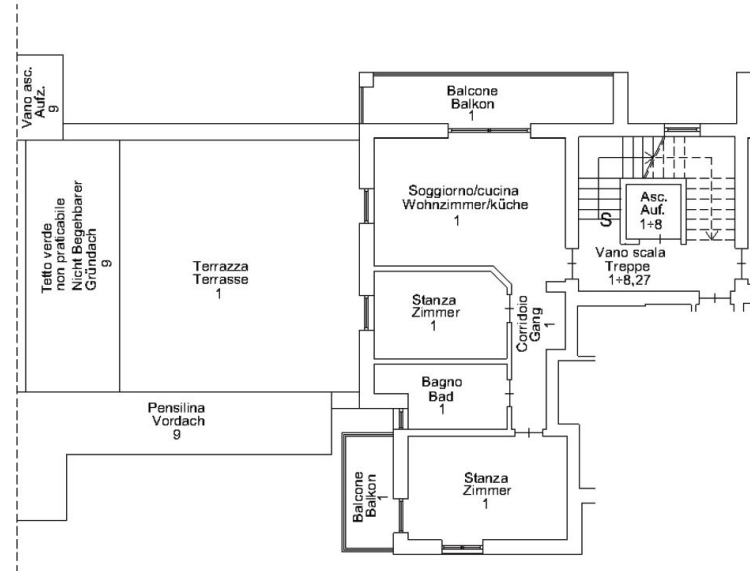 Vano asc.
Aufz.
9
Balcone
Balkon
1
Tetto verde
non praticabile
Nicht Begehbarer
Gründach
9
Terrazza
Terrasse
1
Soggiorno/cucina
Wohnzimmer/küche
1
S
Asc.
Auf.
1÷8
Vano scala
Treppe
1÷8,27
Stanza
Zimmer
1
Corridoio
Gang
1
Bagno
Bad
1
Pensilina
Vordach
9
Balcone
Balkon
1
Stanza
Zimmer
1